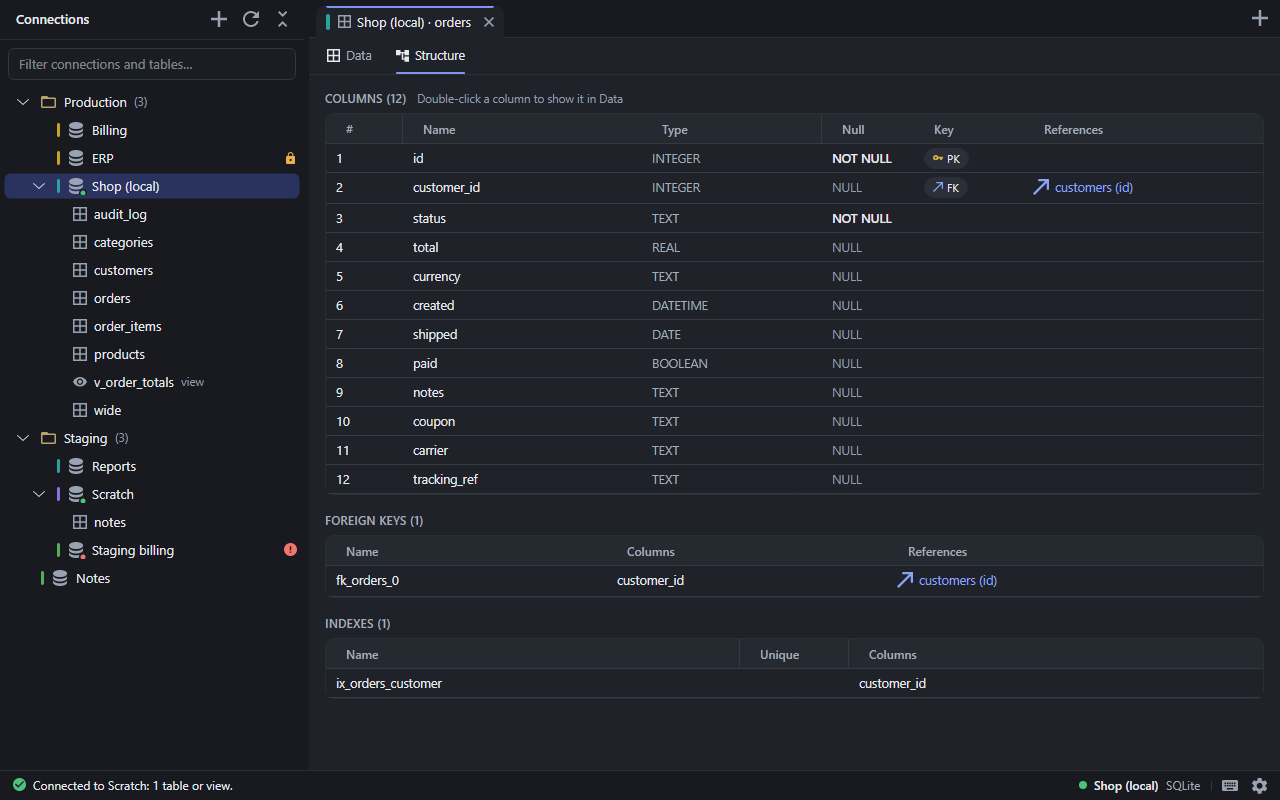 Connections
Filter connections and tables...
Production (3)
Billing
ERP
Shop (local)
audit_log
categories
customers
orders
order_items
products
v_order_totals view
wide
Staging (3)
Reports
Scratch
notes
Staging billing
Notes
Shop (local) · orders
Data Structure
COLUMNS (12) Double-click a column to show it in Data
# Name Type Null Key References
1 id INTEGER NOT NULL PK
2 customer_id INTEGER NULL FK customers (id)
3 status TEXT NOT NULL
4 total REAL NULL
5 currency TEXT NULL
6 created DATETIME NULL
7 shipped DATE NULL
8 paid BOOLEAN NULL
9 notes TEXT NULL
10 coupon TEXT NULL
11 carrier TEXT NULL
12 tracking_ref TEXT NULL
FOREIGN KEYS (1)
Name Columns References
fk_orders_0 customer_id customers (id)
INDEXES (1)
Name Unique Columns
ix_orders_customer customer_id
Connected to Scratch: 1 table or view.
Shop (local) SQLite